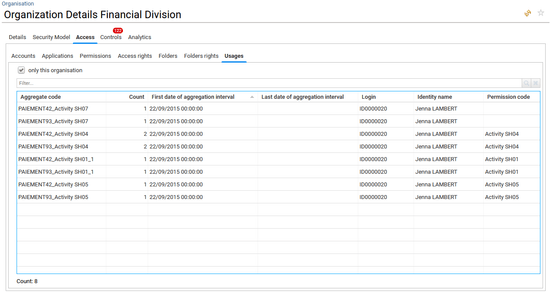 Organisation
Organization Details Financial Division
Details Security Model Access Controls 122 Analytics
Accounts Applications Permissions Access rights Folders Folders rights Usages
only this organisation
Filter...
Aggregate code Count First date of aggregation interval Last date of aggregation interval Login Identity name Permission code
PAIEMENT42_Activity SH07 1 22/09/2015 00:00:00 ID0000020 Jenna LAMBERT
PAIEMENT93_Activity SH07 1 22/09/2015 00:00:00 ID0000020 Jenna LAMBERT
PAIEMENT42_Activity SH04 2 22/09/2015 00:00:00 ID0000020 Jenna LAMBERT Activity SH04
PAIEMENT93_Activity SH04 2 22/09/2015 00:00:00 ID0000020 Jenna LAMBERT Activity SH04
PAIEMENT42_Activity SH01_1 1 22/09/2015 00:00:00 ID0000020 Jenna LAMBERT Activity SH01
PAIEMENT93_Activity SH01_1 1 22/09/2015 00:00:00 ID0000020 Jenna LAMBERT Activity SH01
PAIEMENT42_Activity SH05 1 22/09/2015 00:00:00 ID0000020 Jenna LAMBERT Activity SH05
PAIEMENT93_Activity SH05 1 22/09/2015 00:00:00 ID0000020 Jenna LAMBERT Activity SH05
Count: 8